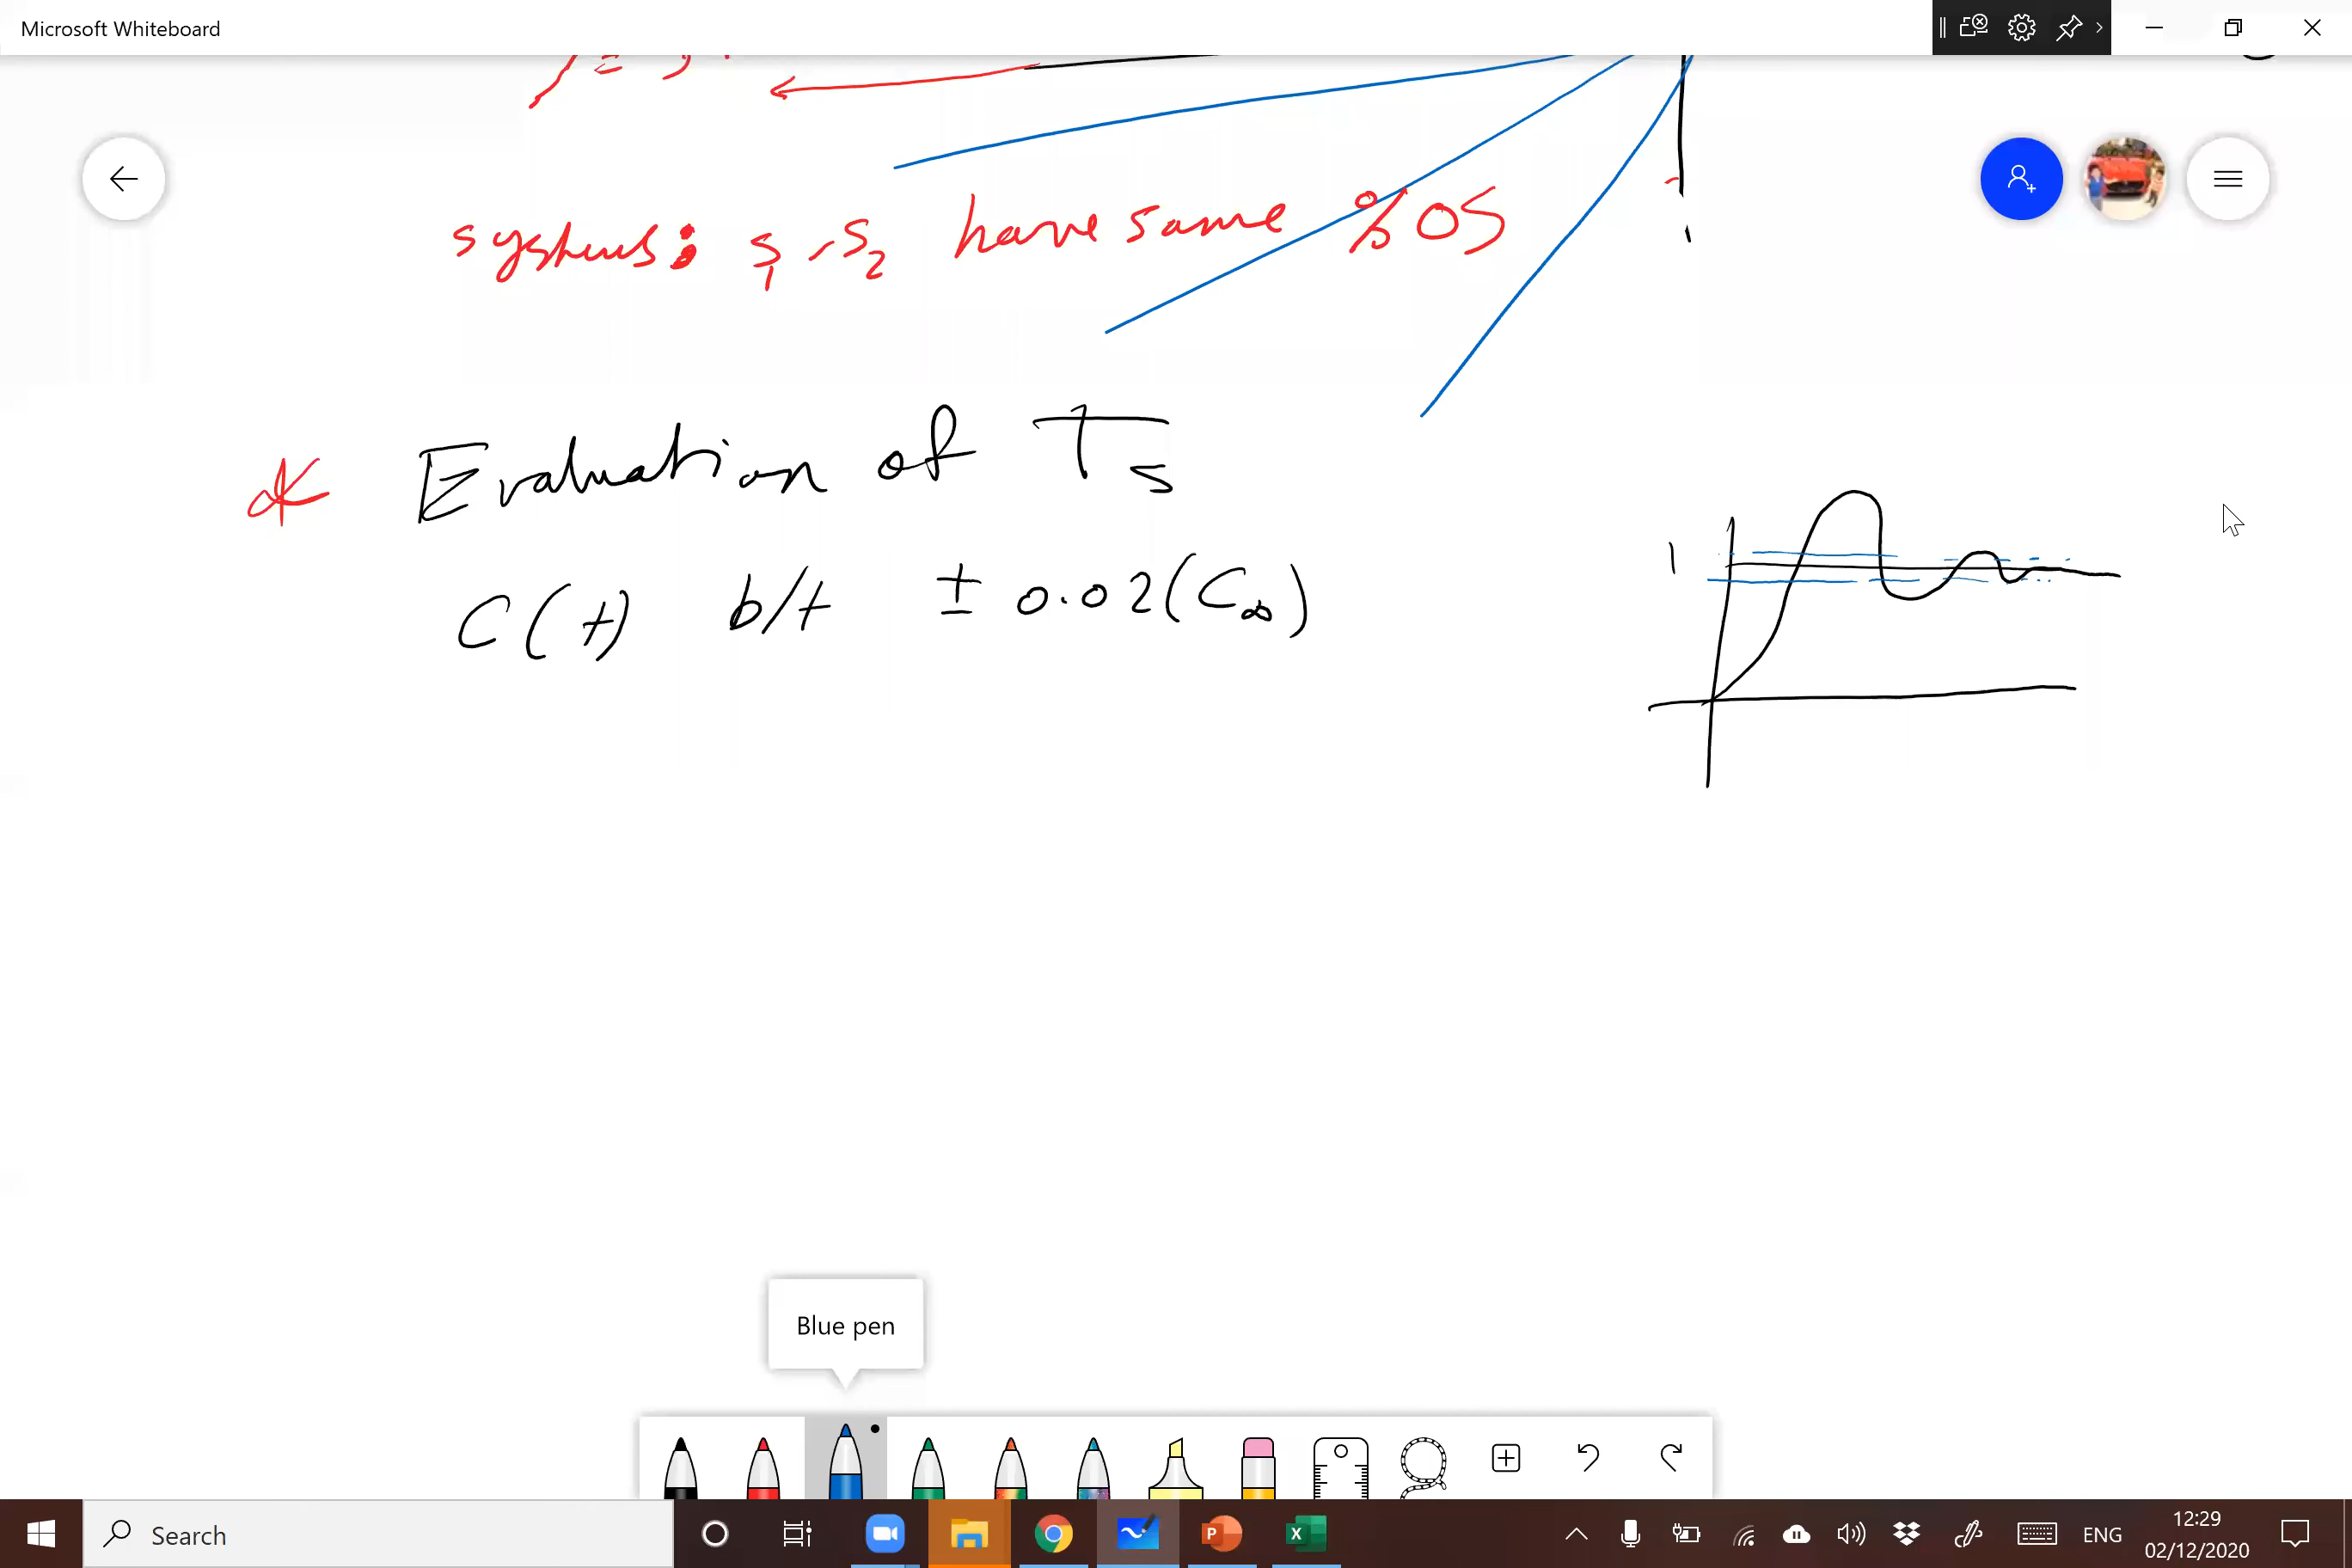 Microsoft Whiteboard
systems: s1, s2 have same % OS
* Evaluation of Ts
C(t) b/t ± 0.02(C∞)
1
Blue pen
Search
ENG
12:29
02/12/2020